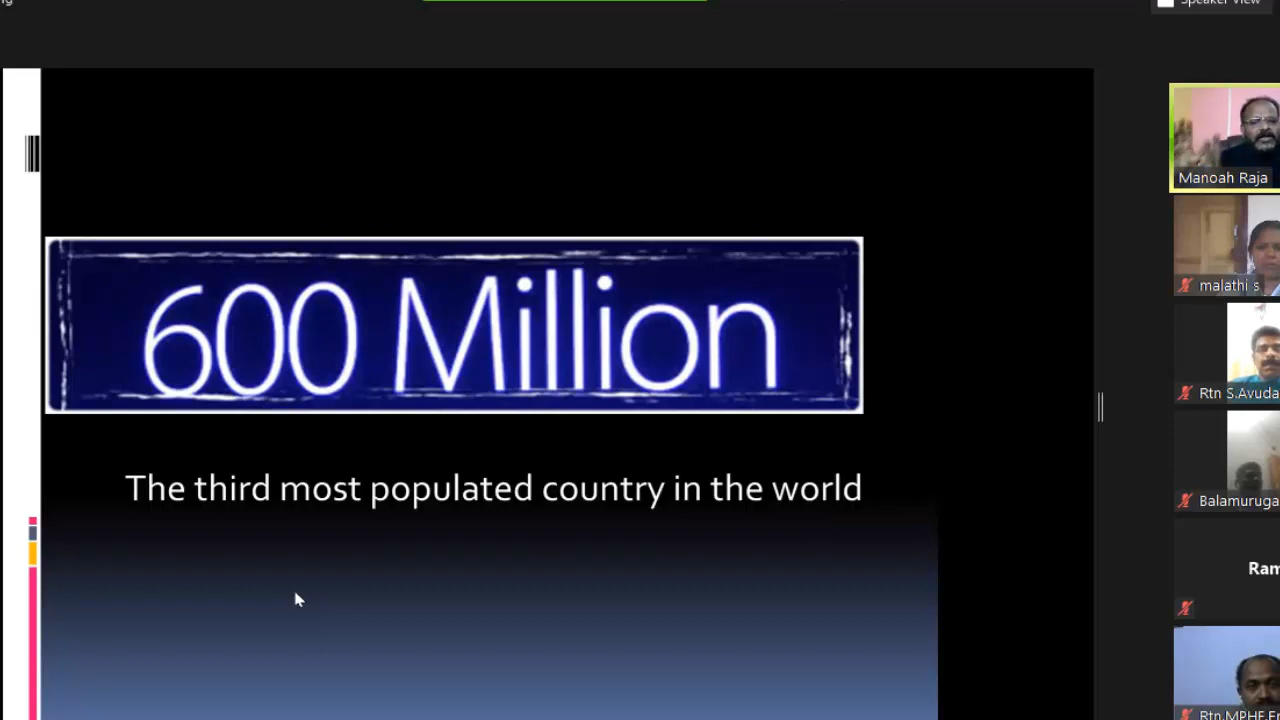 Speaker View
600 Million
The third most populated country in the world
Manoah Raja
malathi s
Rtn S.Avuda
Balamuruga
Ram